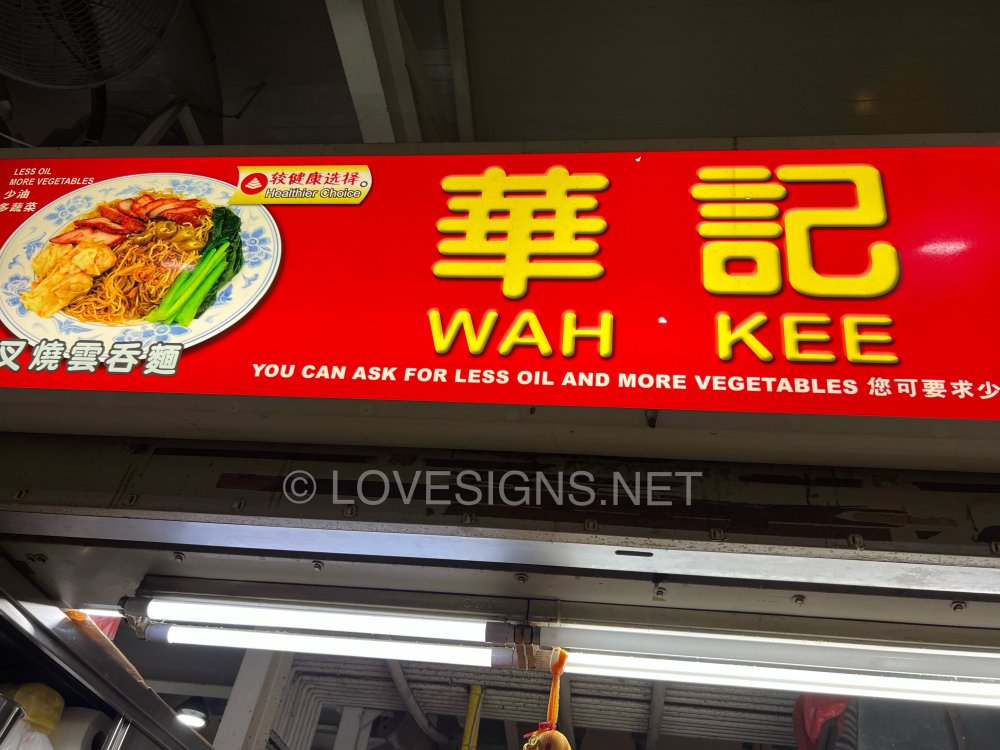 LESS OIL
MORE VEGETABLES
少油
多蔬菜
较健康选择
Healthier Choice
華記
WAH KEE
叉燒雲吞麵
YOU CAN ASK FOR LESS OIL AND MORE VEGETABLES 您可要求少
© LOVESIGNS.NET